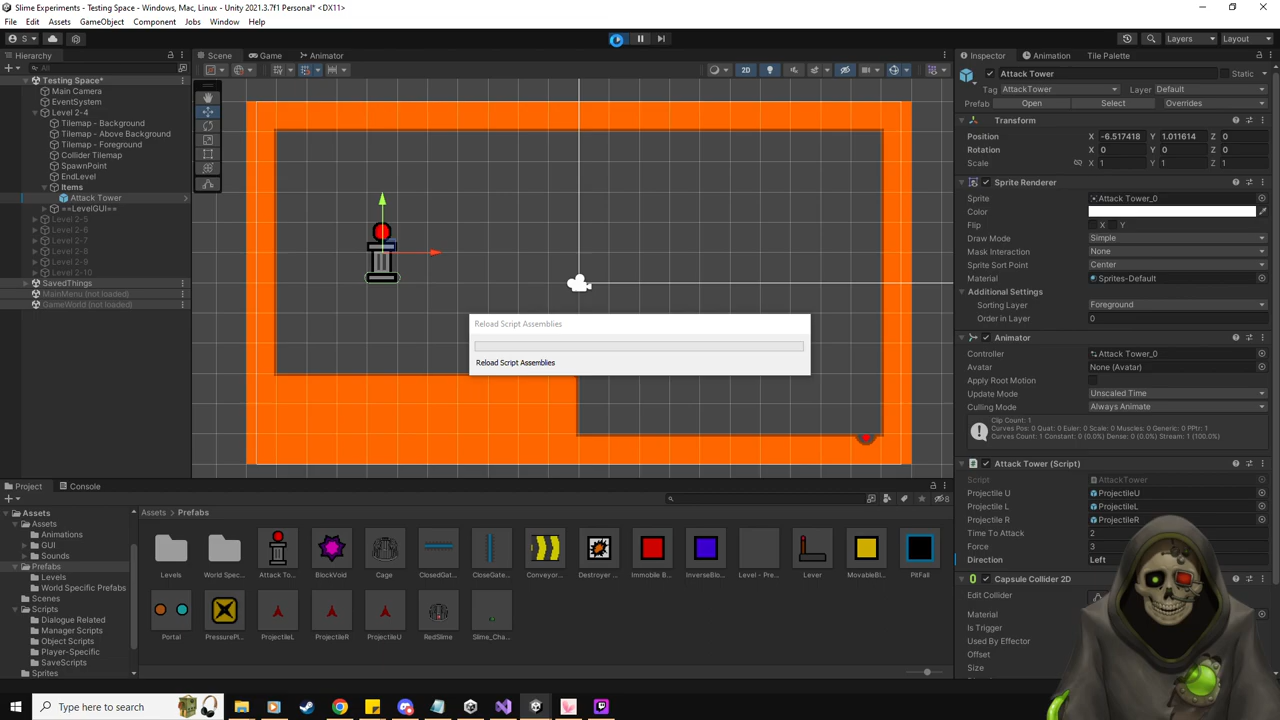 Slime Experiments - Testing Space - Windows, Mac, Linux - Unity 2021.3.7f1 Personal* <DX11>
File Edit Assets GameObject Component Jobs Window Help
S Layers Layout
Hierarchy Scene Game Animator Inspector Animation Tile Palette
All 2D
Testing Space*
Main Camera
EventSystem
Level 2-4
Tilemap - Background
Tilemap - Above Background
Tilemap - Foreground
Collider Tilemap
SpawnPoint
EndLevel
Items
Attack Tower
==LevelGUI==
Level 2-5
Level 2-6
Level 2-7
Level 2-8
Level 2-9
Level 2-10
SavedThings
MainMenu (not loaded)
GameWorld (not loaded)
Reload Script Assemblies
Reload Script Assemblies
Attack Tower Static
Tag AttackTower Layer Default
Prefab Open Select Overrides
Transform
Position X -6.517418 Y 1.011614 Z 0
Rotation X 0 Y 0 Z 0
Scale X 1 Y 1 Z 1
Sprite Renderer
Sprite Attack Tower_0
Color
Flip X Y
Draw Mode Simple
Mask Interaction None
Sprite Sort Point Center
Material Sprites-Default
Additional Settings
Sorting Layer Foreground
Order in Layer 0
Animator
Controller Attack Tower_0
Avatar None (Avatar)
Apply Root Motion
Update Mode Unscaled Time
Culling Mode Always Animate
Clip Count: 1
Curves Pos: 0 Quat: 0 Euler: 0 Scale: 0 Muscles: 0 Generic: 0 PPtr: 1
Curves Count: 1 Constant: 0 (0.0%) Dense: 0 (0.0%) Stream: 1 (100.0%)
Attack Tower (Script)
Script AttackTower
Projectile U ProjectileU
Projectile L ProjectileL
Projectile R ProjectileR
Time To Attack 2
Force 3
Direction Left
Capsule Collider 2D
Edit Collider
Material
Is Trigger
Used By Effector
Offset
Size
Project Console
8
Assets
Assets
Animations
GUI
Sounds
Prefabs
Levels
World Specific Prefabs
Scenes
Scripts
Dialogue Related
Manager Scripts
Object Scripts
Player-Specific
SaveScripts
Sprites
Assets > Prefabs
Levels World Spec... Attack To... BlockVoid Cage ClosedGat... CloseGate... Conveyor... Destroyer ... Immobile B... InverseBlo... Level - Pre... Lever MovableBl... PitFall
Portal PressurePl... ProjectileL ProjectileR ProjectileU RedSlime Slime_Cha...
Type here to search